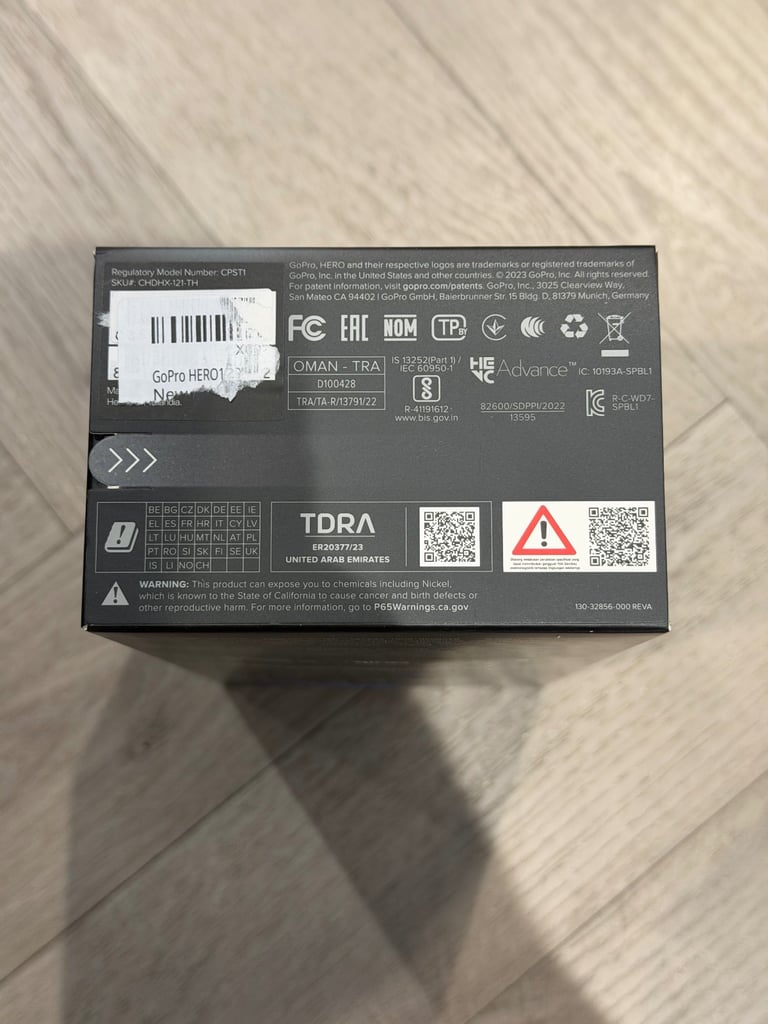 Regulatory Model Number: CPST1
SKU#: CHDHX-121-TH
GoPro HERO12
New
GoPro, HERO and their respective logos are trademarks or registered trademarks of
GoPro, Inc. in the United States and other countries. © 2023 GoPro, Inc. All rights reserved.
For patent information, visit gopro.com/patents. GoPro, Inc., 3025 Clearview Way,
San Mateo CA 94402 | GoPro GmbH, Baierbrunner Str. 15 Bldg. D, 81379 Munich, Germany
FC EAC NOM TP BY
OMAN - TRA
D100428
TRA/TA-R/13791/22
IS 13252(Part 1) /
IEC 60950-1
R-41191612
www.bis.gov.in
HEVC Advance™
82600/SDPPI/2022
13595
IC: 10193A-SPBL1
R-C-WD7-
SPBL1
BE BG CZ DK DE EE IE
EL ES FR HR IT CY LV
LT LU HU MT NL AT PL
PT RO SI SK FI SE UK
IS LI NO CH
TDRA
ER20377/23
UNITED ARAB EMIRATES
WARNING: This product can expose you to chemicals including Nickel,
which is known to the State of California to cause cancer and birth defects or
other reproductive harm. For more information, go to P65Warnings.ca.gov
130-32856-000 REVA